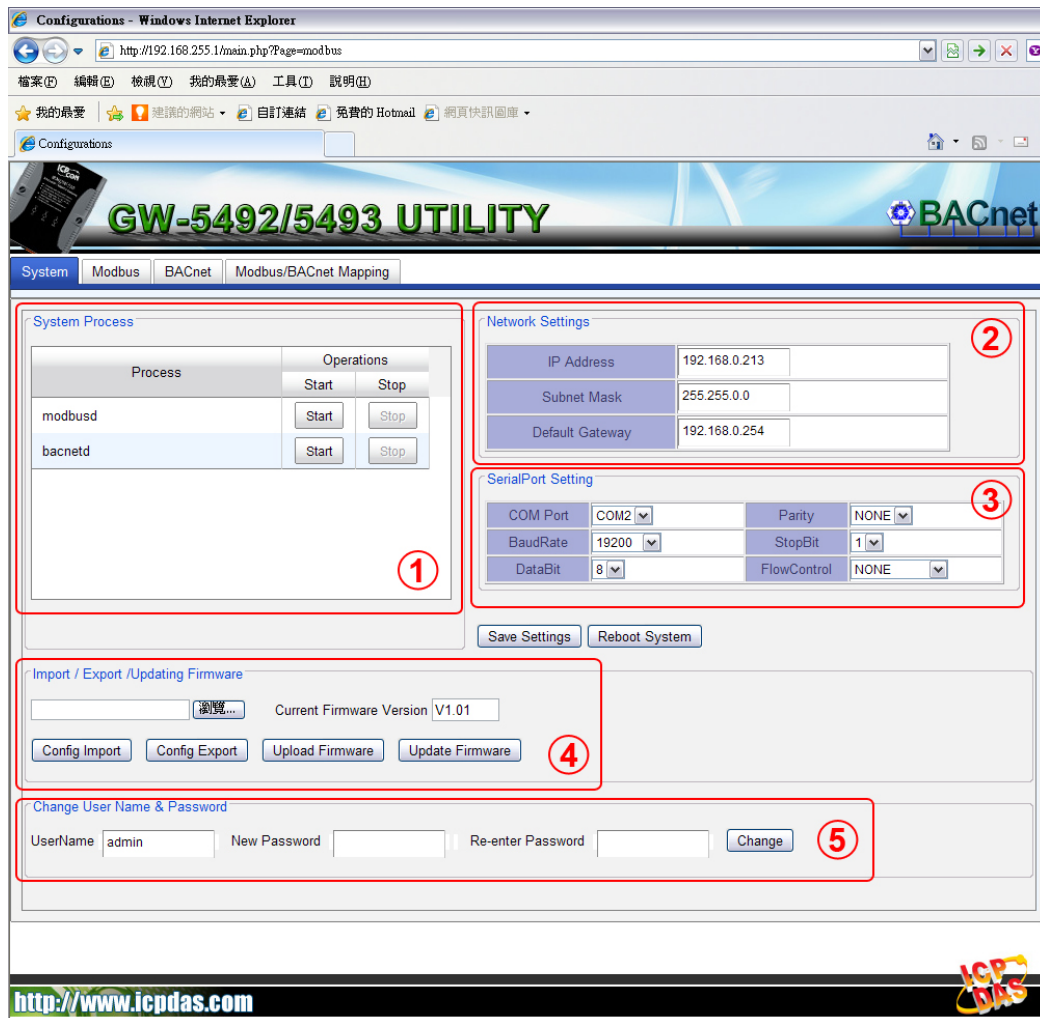 Configurations - Windows Internet Explorer
http://192.168.255.1/main.php?Page=modbus
檔案(F) 編輯(E) 檢視(V) 我的最愛(A) 工具(T) 說明(H)
我的最愛 建議的網站 自訂連結 免費的 Hotmail 網頁快訊圖庫
Configurations
ICP CON
GW-5492/5493 UTILITY
BACnet
System Modbus BACnet Modbus/BACnet Mapping
System Process
Process Operations
Start Stop
modbusd Start Stop
bacnetd Start Stop
1
Network Settings
2
IP Address 192.168.0.213
Subnet Mask 255.255.0.0
Default Gateway 192.168.0.254
SerialPort Setting
3
COM Port COM2 Parity NONE
BaudRate 19200 StopBit 1
DataBit 8 FlowControl NONE
Save Settings Reboot System
Import / Export /Updating Firmware
瀏覽... Current Firmware Version V1.01
Config Import Config Export Upload Firmware Update Firmware
4
Change User Name & Password
UserName admin New Password Re-enter Password Change
5
http://www.icpdas.com
ICP DAS